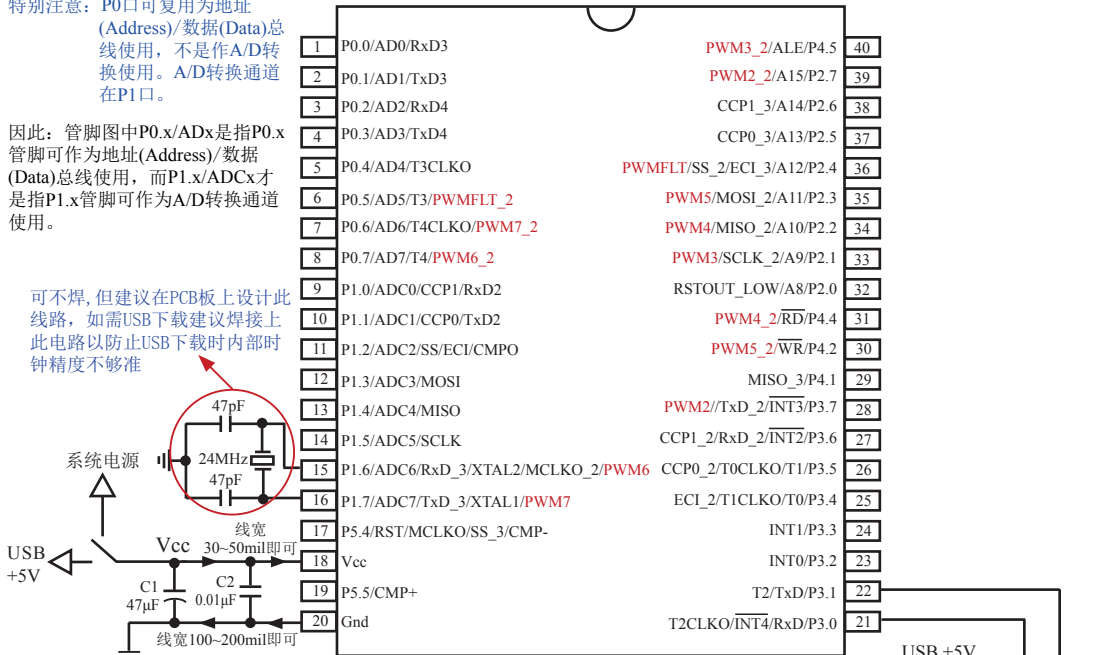 特别注意：P0口可复用为地址
(Address)/数据(Data)总
线使用，不是作A/D转
换使用。A/D转换通道
在P1口。
因此：管脚图中P0.x/ADx是指P0.x
管脚可作为地址(Address)/数据
(Data)总线使用，而P1.x/ADCx才
是指P1.x管脚可作为A/D转换通道
使用。
可不焊,但建议在PCB板上设计此
线路，如需USB下载建议焊接上
此电路以防止USB下载时内部时
钟精度不够准
47pF
24MHz
47pF
系统电源
USB
+5V
Vcc
线宽
30~50mil即可
C1
47μF
C2
0.01μF
线宽100~200mil即可
1 P0.0/AD0/RxD3
2 P0.1/AD1/TxD3
3 P0.2/AD2/RxD4
4 P0.3/AD3/TxD4
5 P0.4/AD4/T3CLKO
6 P0.5/AD5/T3/PWMFLT_2
7 P0.6/AD6/T4CLKO/PWM7_2
8 P0.7/AD7/T4/PWM6_2
9 P1.0/ADC0/CCP1/RxD2
10 P1.1/ADC1/CCP0/TxD2
11 P1.2/ADC2/SS/ECI/CMPO
12 P1.3/ADC3/MOSI
13 P1.4/ADC4/MISO
14 P1.5/ADC5/SCLK
15 P1.6/ADC6/RxD_3/XTAL2/MCLKO_2/PWM6
16 P1.7/ADC7/TxD_3/XTAL1/PWM7
17 P5.4/RST/MCLKO/SS_3/CMP-
18 Vcc
19 P5.5/CMP+
20 Gnd
PWM3_2/ALE/P4.5 40
PWM2_2/A15/P2.7 39
CCP1_3/A14/P2.6 38
CCP0_3/A13/P2.5 37
PWMFLT/SS_2/ECI_3/A12/P2.4 36
PWM5/MOSI_2/A11/P2.3 35
PWM4/MISO_2/A10/P2.2 34
PWM3/SCLK_2/A9/P2.1 33
RSTOUT_LOW/A8/P2.0 32
PWM4_2/RD/P4.4 31
PWM5_2/WR/P4.2 30
MISO_3/P4.1 29
PWM2//TxD_2/INT3/P3.7 28
CCP1_2/RxD_2/INT2/P3.6 27
CCP0_2/T0CLKO/T1/P3.5 26
ECI_2/T1CLKO/T0/P3.4 25
INT1/P3.3 24
INT0/P3.2 23
T2/TxD/P3.1 22
T2CLKO/INT4/RxD/P3.0 21
USB +5V